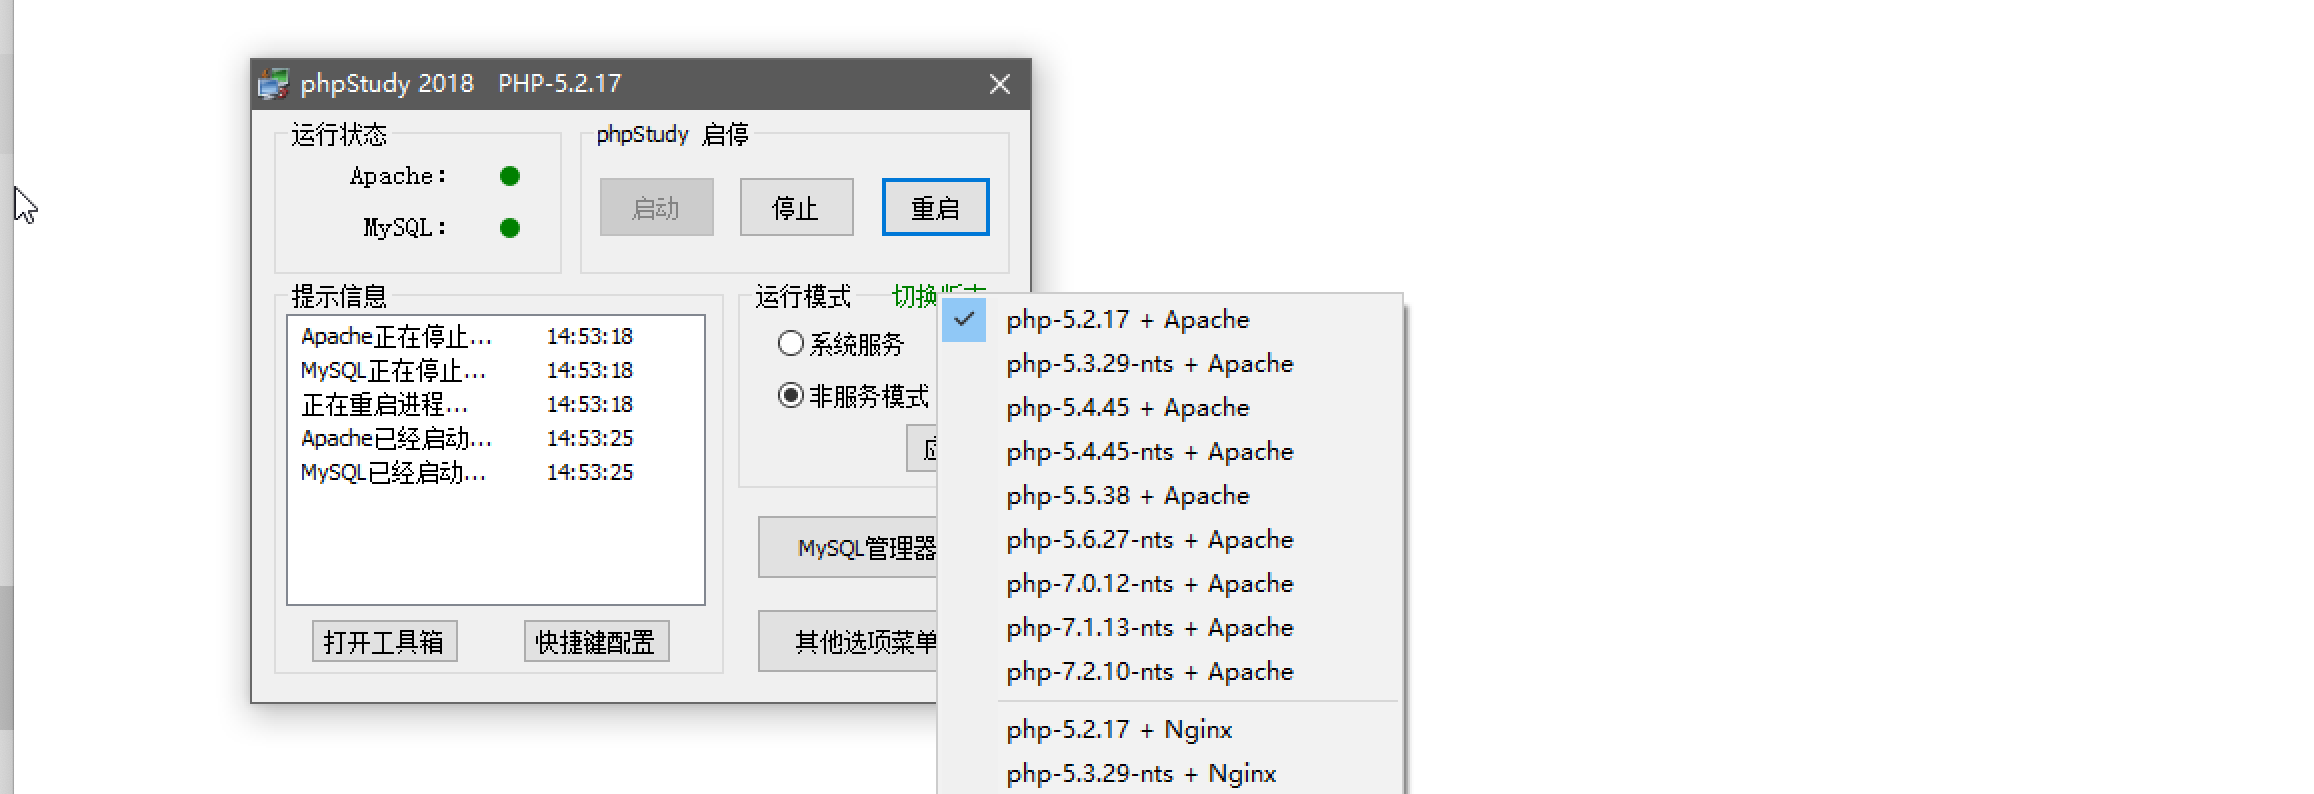 phpStudy 2018 PHP-5.2.17
运行状态
Apache:
MySQL:
phpStudy 启停
启动 停止 重启
提示信息
Apache正在停止... 14:53:18
MySQL正在停止... 14:53:18
正在重启进程... 14:53:18
Apache已经启动... 14:53:25
MySQL已经启动... 14:53:25
打开工具箱 快捷键配置
运行模式 切换
系统服务
非服务模式
MySQL管理器
其他选项菜单
php-5.2.17 + Apache
php-5.3.29-nts + Apache
php-5.4.45 + Apache
php-5.4.45-nts + Apache
php-5.5.38 + Apache
php-5.6.27-nts + Apache
php-7.0.12-nts + Apache
php-7.1.13-nts + Apache
php-7.2.10-nts + Apache
php-5.2.17 + Nginx
php-5.3.29-nts + Nginx